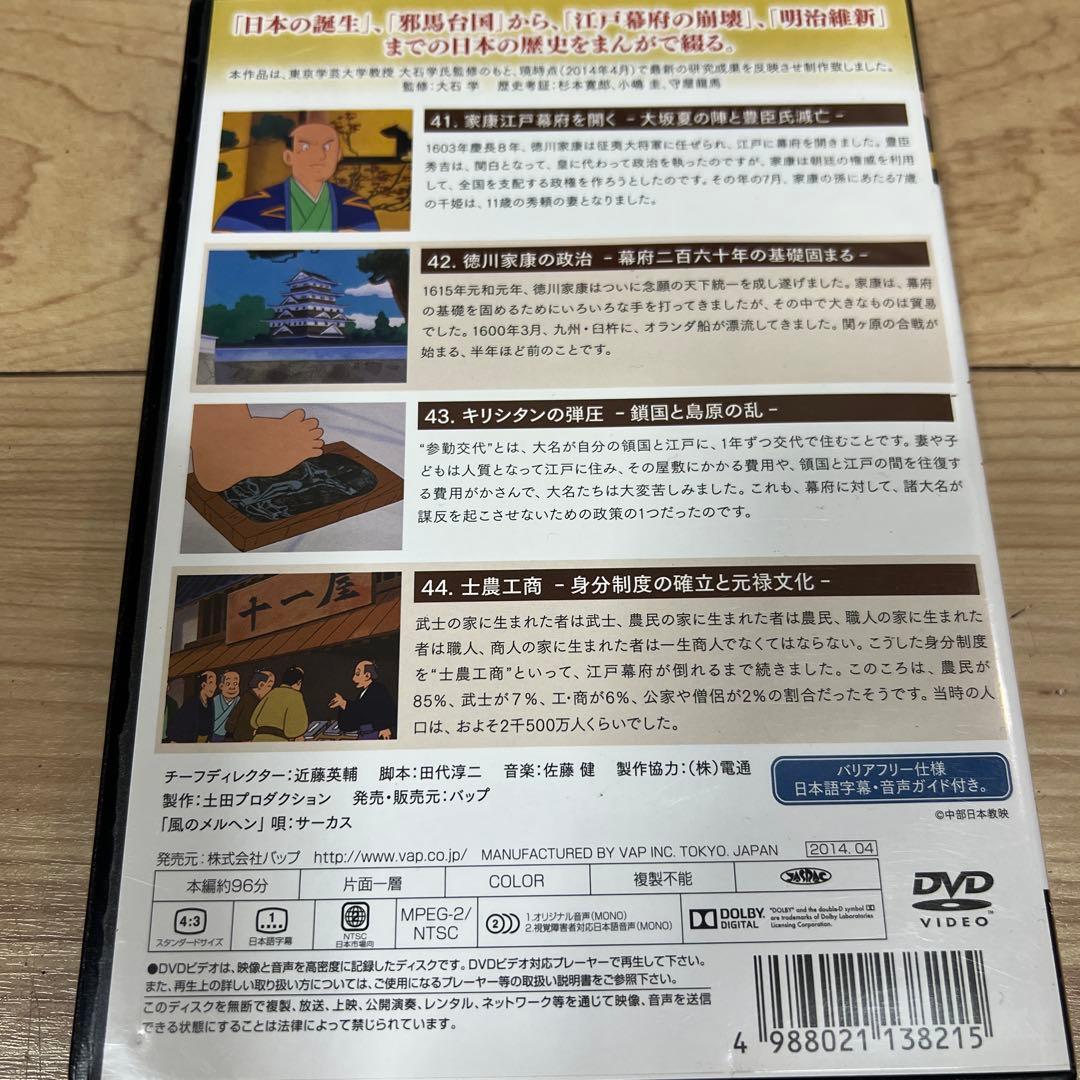 「日本の誕生」、「邪馬台国」から、「江戸幕府の崩壊」、「明治維新」
までの日本の歴史をまんがで綴る。
本作品は、東京学芸大学教授 大石学氏監修のもと、現時点（2014年4月）で最新の研究成果を反映させ制作致しました。
監修：大石 学　歴史考証：杉本寛郎、小嶋 圭、守屋龍馬
41. 家康江戸幕府を開く －大坂夏の陣と豊臣氏滅亡－
1603年慶長8年、徳川家康は征夷大将軍に任ぜられ、江戸に幕府を開きました。豊臣
秀吉は、関白となって、皇に代わって政治を執ったのですが、家康は朝廷の権威を利用
して、全国を支配する政権を作ろうとしたのです。その年の7月、家康の孫にあたる7歳
の千姫は、11歳の秀頼の妻となりました。
42. 徳川家康の政治 －幕府二百六十年の基礎固まる－
1615年元和元年、徳川家康はついに念願の天下統一を成し遂げました。家康は、幕府
の基礎を固めるためにいろいろな手を打ってきましたが、その中で大きなものは貿易
でした。1600年3月、九州・臼杵に、オランダ船が漂流してきました。関ヶ原の合戦が
始まる、半年ほど前のことです。
43. キリシタンの弾圧 －鎖国と島原の乱－
“参勤交代”とは、大名が自分の領国と江戸に、1年ずつ交代で住むことです。妻や子
どもは人質となって江戸に住み、その屋敷にかかる費用や、領国と江戸の間を往復す
る費用がかさんで、大名たちは大変苦しみました。これも、幕府に対して、諸大名が
謀反を起こさせないための政策の1つだったのです。
十一屋
44. 士農工商 －身分制度の確立と元禄文化－
武士の家に生まれた者は武士、農民の家に生まれた者は農民、職人の家に生まれた
者は職人、商人の家に生まれた者は一生商人でなくてはならない。こうした身分制度
を“士農工商”といって、江戸幕府が倒れるまで続きました。このころは、農民が
85％、武士が7％、工・商が6％、公家や僧侶が2％の割合だったそうです。当時の人
口は、およそ2千500万人くらいでした。
チーフディレクター：近藤英輔　脚本：田代淳二　音楽：佐藤 健　製作協力：（株）電通
製作：土田プロダクション　発売・販売元：バップ
「風のメルヘン」唄：サーカス
バリアフリー仕様
日本語字幕・音声ガイド付き。
©中部日本教映
発売元：株式会社バップ http://www.vap.co.jp/ MANUFACTURED BY VAP INC. TOKYO. JAPAN 2014.04
本編約96分 片面一層 COLOR 複製不能 JASRAC
DVD VIDEO
4:3 スタンダードサイズ
1 日本語字幕
2 NTSC 日本市場向
MPEG-2/ NTSC
2 1.オリジナル音声(MONO)
2.視覚障害者対応日本語音声(MONO)
DOLBY DIGITAL
"DOLBY" and the double-D symbol are trademarks of Dolby Laboratories Licensing Corporation.
●DVDビデオは、映像と音声を高密度に記録したディスクです。DVDビデオ対応プレーヤーで再生して下さい。
また、再生上の詳しい取り扱い方については、ご使用になるプレーヤー等の取扱い説明書をご参照下さい。
このディスクを無断で複製、放送、上映、公開演奏、レンタル、ネットワーク等を通じて映像、音声を送信
できる状態にすることは法律によって禁じられています。
4 988021 138215